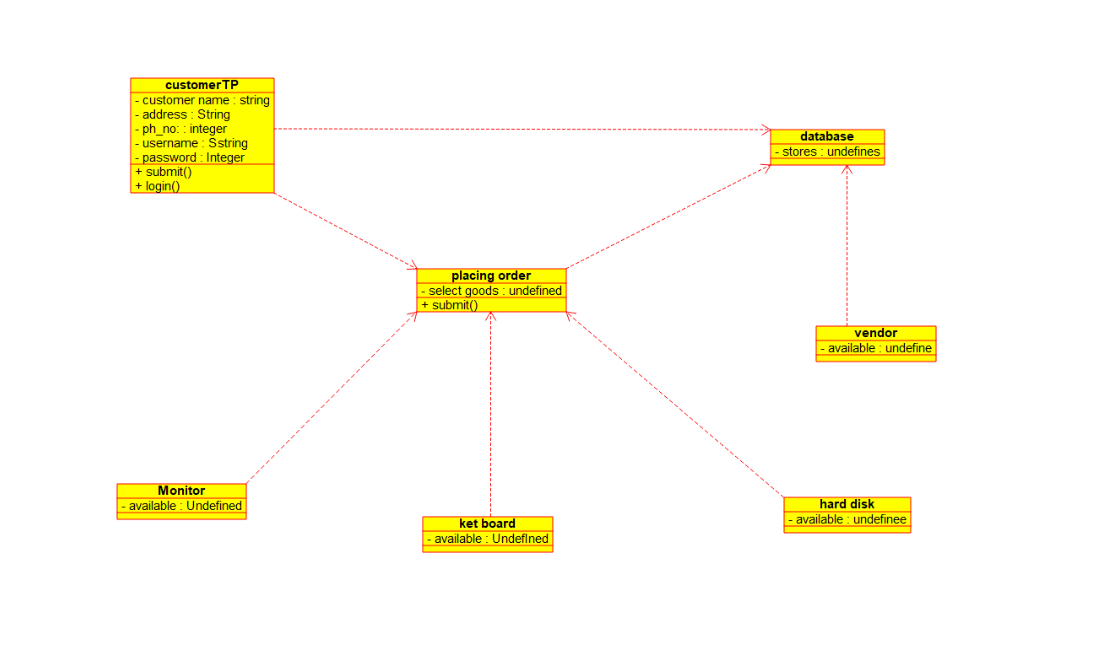 customerTP
- customer name : string
- address : String
- ph_no: : integer
- username : Sstring
- password : Integer
+ submit()
+ login()
database
- stores : undefines
placing order
- select goods : undefined
+ submit()
vendor
- available : undefine
Monitor
- available : Undefined
ket board
- available : UndefIned
hard disk
- available : undefinee